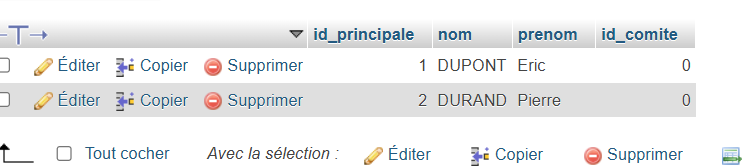 id_principale nom prenom id_comite
Éditer Copier Supprimer 1 DUPONT Eric 0
Éditer Copier Supprimer 2 DURAND Pierre 0
Tout cocher Avec la sélection : Éditer Copier Supprimer